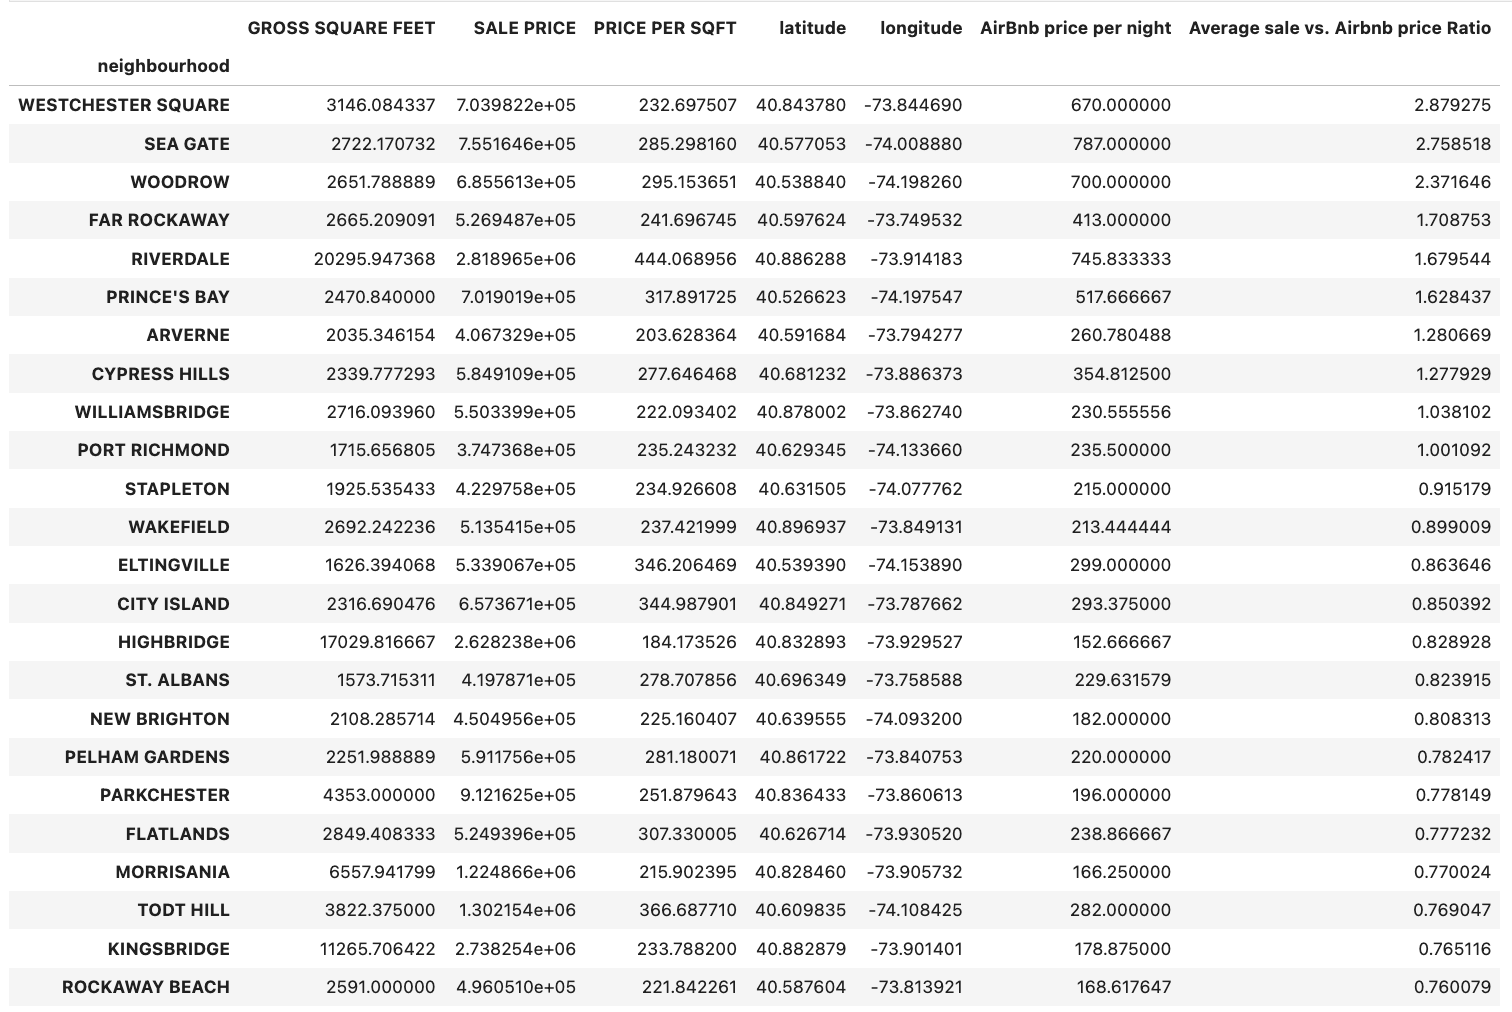 GROSS SQUARE FEET SALE PRICE PRICE PER SQFT latitude longitude AirBnb price per night Average sale vs. Airbnb price Ratio
neighbourhood
WESTCHESTER SQUARE 3146.084337 7.039822e+05 232.697507 40.843780 -73.844690 670.000000 2.879275
SEA GATE 2722.170732 7.551646e+05 285.298160 40.577053 -74.008880 787.000000 2.758518
WOODROW 2651.788889 6.855613e+05 295.153651 40.538840 -74.198260 700.000000 2.371646
FAR ROCKAWAY 2665.209091 5.269487e+05 241.696745 40.597624 -73.749532 413.000000 1.708753
RIVERDALE 20295.947368 2.818965e+06 444.068956 40.886288 -73.914183 745.833333 1.679544
PRINCE'S BAY 2470.840000 7.019019e+05 317.891725 40.526623 -74.197547 517.666667 1.628437
ARVERNE 2035.346154 4.067329e+05 203.628364 40.591684 -73.794277 260.780488 1.280669
CYPRESS HILLS 2339.777293 5.849109e+05 277.646468 40.681232 -73.886373 354.812500 1.277929
WILLIAMSBRIDGE 2716.093960 5.503399e+05 222.093402 40.878002 -73.862740 230.555556 1.038102
PORT RICHMOND 1715.656805 3.747368e+05 235.243232 40.629345 -74.133660 235.500000 1.001092
STAPLETON 1925.535433 4.229758e+05 234.926608 40.631505 -74.077762 215.000000 0.915179
WAKEFIELD 2692.242236 5.135415e+05 237.421999 40.896937 -73.849131 213.444444 0.899009
ELTINGVILLE 1626.394068 5.339067e+05 346.206469 40.539390 -74.153890 299.000000 0.863646
CITY ISLAND 2316.690476 6.573671e+05 344.987901 40.849271 -73.787662 293.375000 0.850392
HIGHBRIDGE 17029.816667 2.628238e+06 184.173526 40.832893 -73.929527 152.666667 0.828928
ST. ALBANS 1573.715311 4.197871e+05 278.707856 40.696349 -73.758588 229.631579 0.823915
NEW BRIGHTON 2108.285714 4.504956e+05 225.160407 40.639555 -74.093200 182.000000 0.808313
PELHAM GARDENS 2251.988889 5.911756e+05 281.180071 40.861722 -73.840753 220.000000 0.782417
PARKCHESTER 4353.000000 9.121625e+05 251.879643 40.836433 -73.860613 196.000000 0.778149
FLATLANDS 2849.408333 5.249396e+05 307.330005 40.626714 -73.930520 238.866667 0.777232
MORRISANIA 6557.941799 1.224866e+06 215.902395 40.828460 -73.905732 166.250000 0.770024
TODT HILL 3822.375000 1.302154e+06 366.687710 40.609835 -74.108425 282.000000 0.769047
KINGSBRIDGE 11265.706422 2.738254e+06 233.788200 40.882879 -73.901401 178.875000 0.765116
ROCKAWAY BEACH 2591.000000 4.960510e+05 221.842261 40.587604 -73.813921 168.617647 0.760079